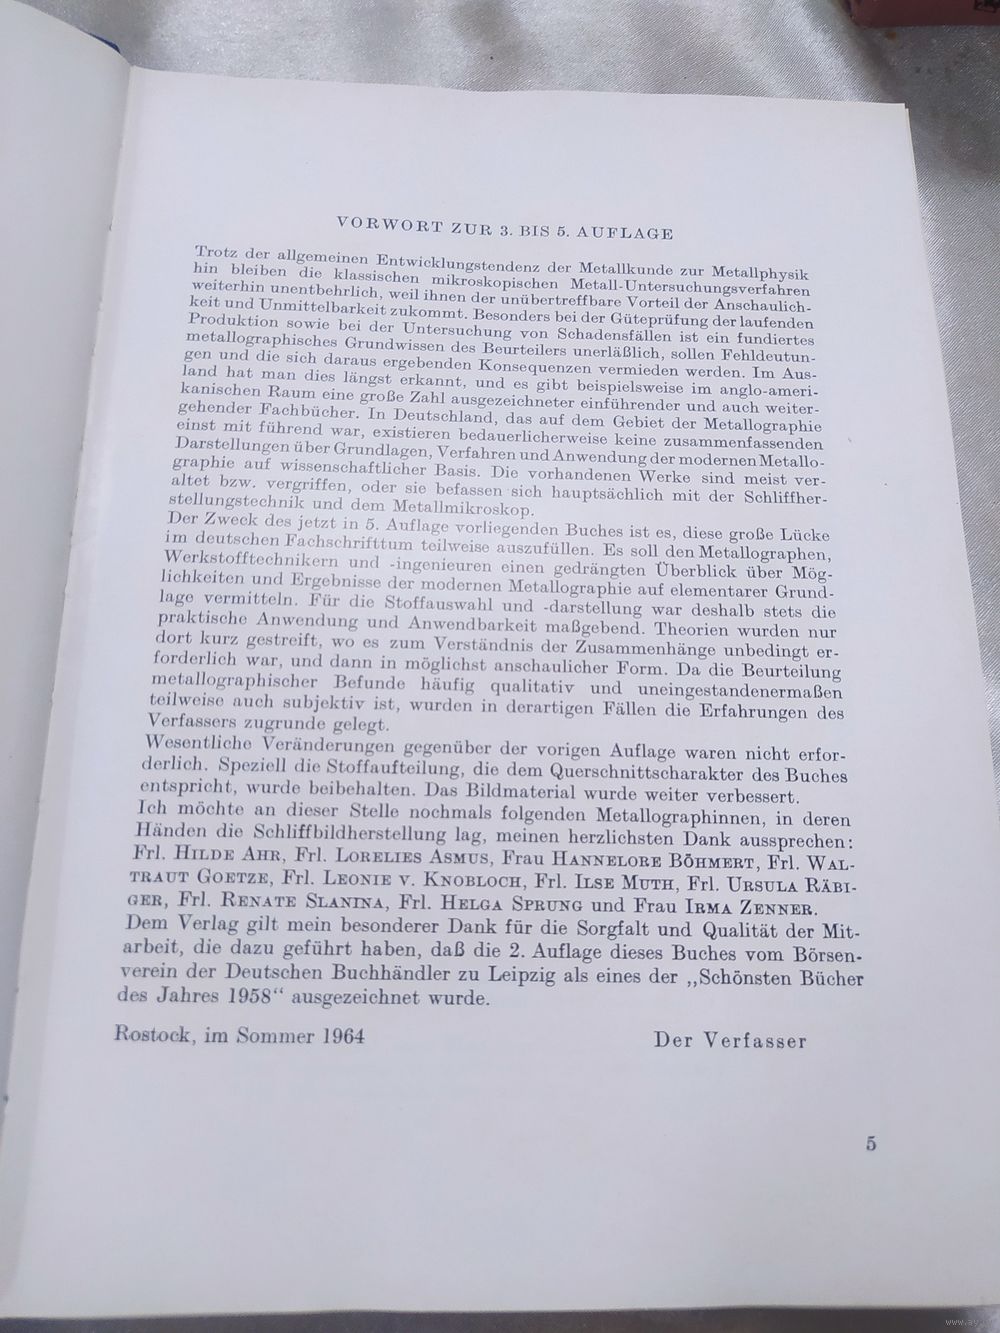 VORWORT ZUR 3. BIS 5. AUFLAGE
Trotz der allgemeinen Entwicklungstendenz der Metallkunde zur Metallphysik
hin bleiben die klassischen mikroskopischen Metall-Untersuchungsverfahren
weiterhin unentbehrlich, weil ihnen der unübertreffbare Vorteil der Anschaulich-
keit und Unmittelbarkeit zukommt. Besonders bei der Güteprüfung der laufenden
Produktion sowie bei der Untersuchung von Schadensfällen ist ein fundiertes
metallographisches Grundwissen des Beurteilers unerläßlich, sollen Fehldeutun-
gen und die sich daraus ergebenden Konsequenzen vermieden werden. Im Aus-
land hat man dies längst erkannt, und es gibt beispielsweise im anglo-ameri-
kanischen Raum eine große Zahl ausgezeichneter einführender und auch weiter-
gehender Fachbücher. In Deutschland, das auf dem Gebiet der Metallographie
einst mit führend war, existieren bedauerlicherweise keine zusammenfassenden
Darstellungen über Grundlagen, Verfahren und Anwendung der modernen Metallo-
graphie auf wissenschaftlicher Basis. Die vorhandenen Werke sind meist ver-
altet bzw. vergriffen, oder sie befassen sich hauptsächlich mit der Schliffher-
stellungstechnik und dem Metallmikroskop.
Der Zweck des jetzt in 5. Auflage vorliegenden Buches ist es, diese große Lücke
im deutschen Fachschrifttum teilweise auszufüllen. Es soll den Metallographen,
Werkstofftechnikern und -ingenieuren einen gedrängten Überblick über Mög-
lichkeiten und Ergebnisse der modernen Metallographie auf elementarer Grund-
lage vermitteln. Für die Stoffauswahl und -darstellung war deshalb stets die
praktische Anwendung und Anwendbarkeit maßgebend. Theorien wurden nur
dort kurz gestreift, wo es zum Verständnis der Zusammenhänge unbedingt er-
forderlich war, und dann in möglichst anschaulicher Form. Da die Beurteilung
metallographischer Befunde häufig qualitativ und uneingestandenermaßen
teilweise auch subjektiv ist, wurden in derartigen Fällen die Erfahrungen des
Verfassers zugrunde gelegt.
Wesentliche Veränderungen gegenüber der vorigen Auflage waren nicht erfor-
derlich. Speziell die Stoffaufteilung, die dem Querschnittscharakter des Buches
entspricht, wurde beibehalten. Das Bildmaterial wurde weiter verbessert.
Ich möchte an dieser Stelle nochmals folgenden Metallographinnen, in deren
Händen die Schliffbildherstellung lag, meinen herzlichsten Dank aussprechen:
Frl. HILDE AHR, Frl. LORELIES ASMUS, Frau HANNELORE BÖHMERT, Frl. WAL-
TRAUT GOETZE, Frl. LEONIE V. KNOBLOCH, Frl. ILSE MUTH, Frl. URSULA RÄBI-
GER, Frl. RENATE SLANINA, Frl. HELGA SPRUNG und Frau IRMA ZENNER.
Dem Verlag gilt mein besonderer Dank für die Sorgfalt und Qualität der Mit-
arbeit, die dazu geführt haben, daß die 2. Auflage dieses Buches vom Börsen-
verein der Deutschen Buchhändler zu Leipzig als eines der „Schönsten Bücher
des Jahres 1958“ ausgezeichnet wurde.
Rostock, im Sommer 1964 Der Verfasser
5